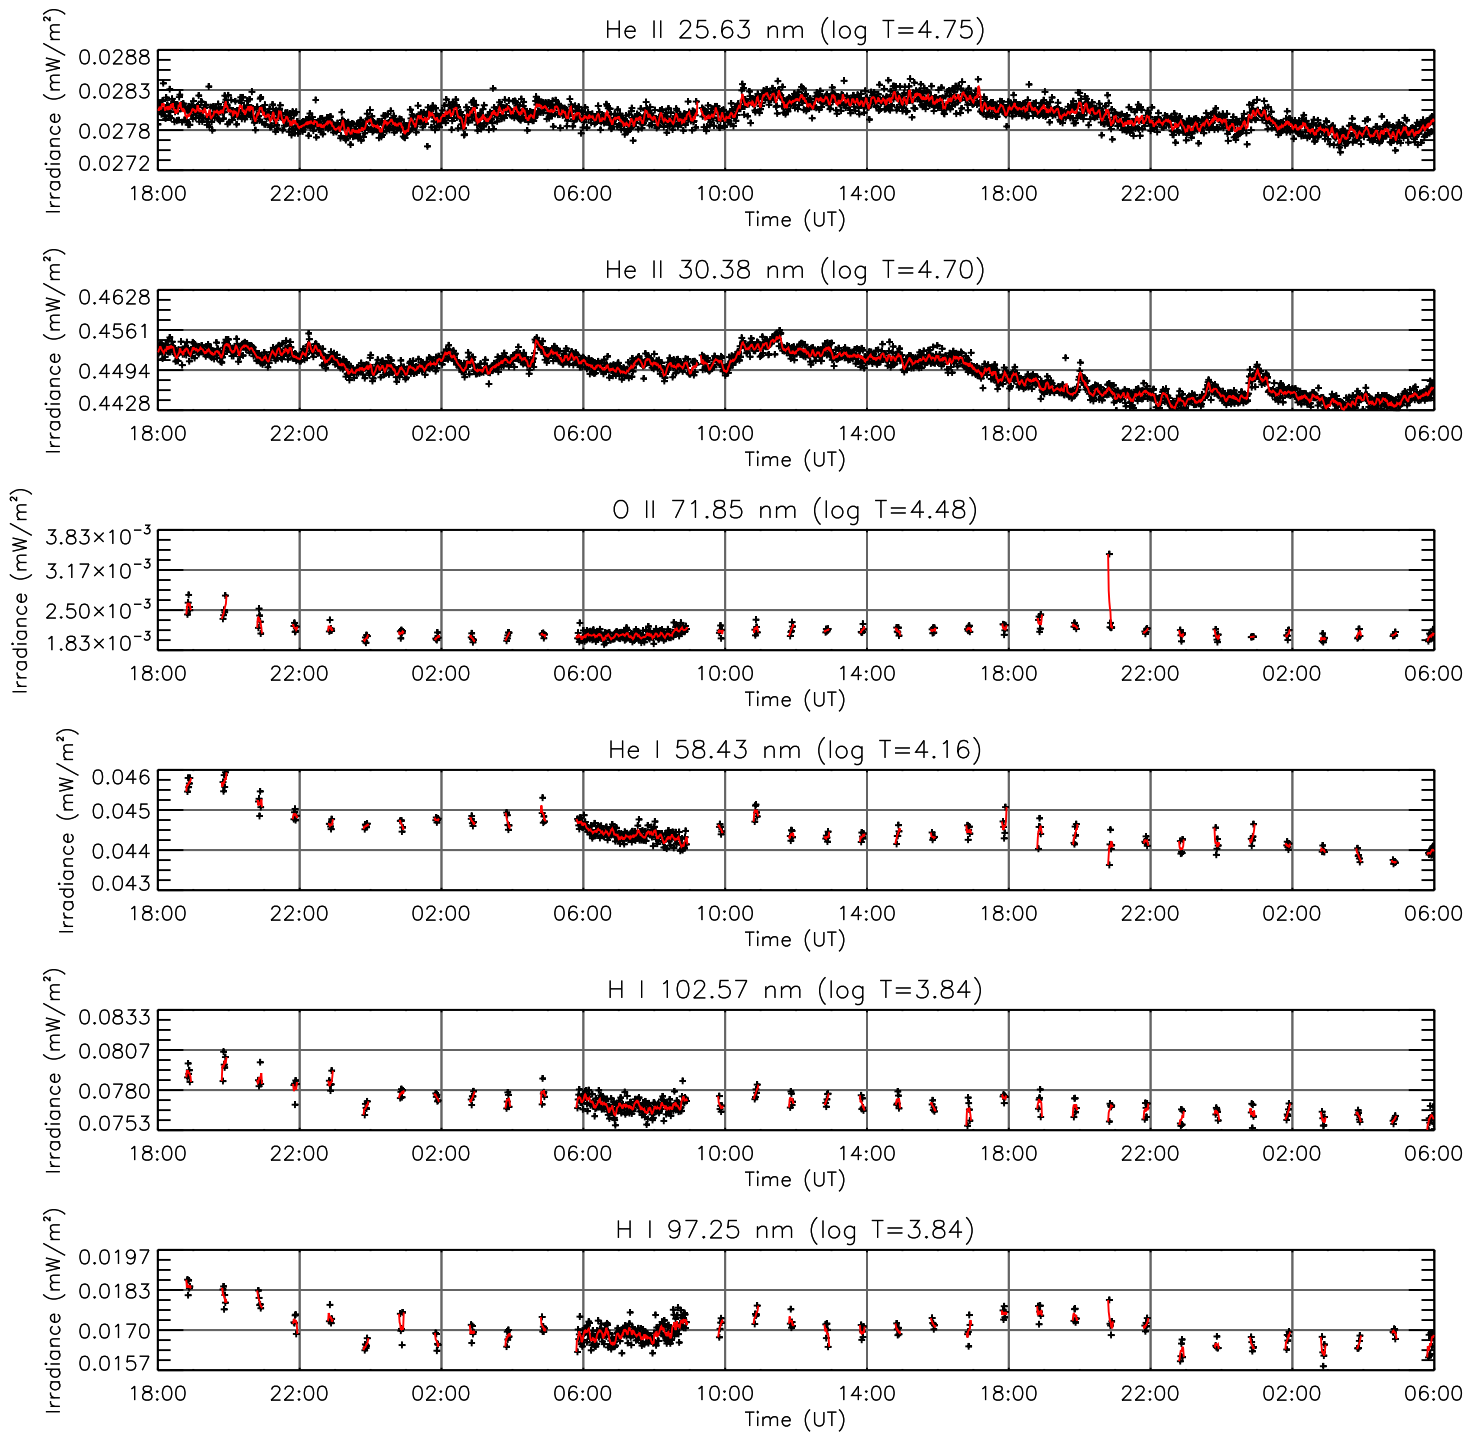 He II 25.63 nm (log T=4.75)
Irradiance (mW/m²)
0.0288
0.0283
0.0278
0.0272
18:00 22:00 02:00 06:00 10:00 14:00 18:00 22:00 02:00 06:00
Time (UT)
He II 30.38 nm (log T=4.70)
Irradiance (mW/m²)
0.4628
0.4561
0.4494
0.4428
18:00 22:00 02:00 06:00 10:00 14:00 18:00 22:00 02:00 06:00
Time (UT)
O II 71.85 nm (log T=4.48)
Irradiance (mW/m²)
3.83×10⁻³
3.17×10⁻³
2.50×10⁻³
1.83×10⁻³
18:00 22:00 02:00 06:00 10:00 14:00 18:00 22:00 02:00 06:00
Time (UT)
He I 58.43 nm (log T=4.16)
Irradiance (mW/m²)
0.046
0.045
0.044
0.043
18:00 22:00 02:00 06:00 10:00 14:00 18:00 22:00 02:00 06:00
Time (UT)
H I 102.57 nm (log T=3.84)
Irradiance (mW/m²)
0.0833
0.0807
0.0780
0.0753
18:00 22:00 02:00 06:00 10:00 14:00 18:00 22:00 02:00 06:00
Time (UT)
H I 97.25 nm (log T=3.84)
Irradiance (mW/m²)
0.0197
0.0183
0.0170
0.0157
18:00 22:00 02:00 06:00 10:00 14:00 18:00 22:00 02:00 06:00
Time (UT)